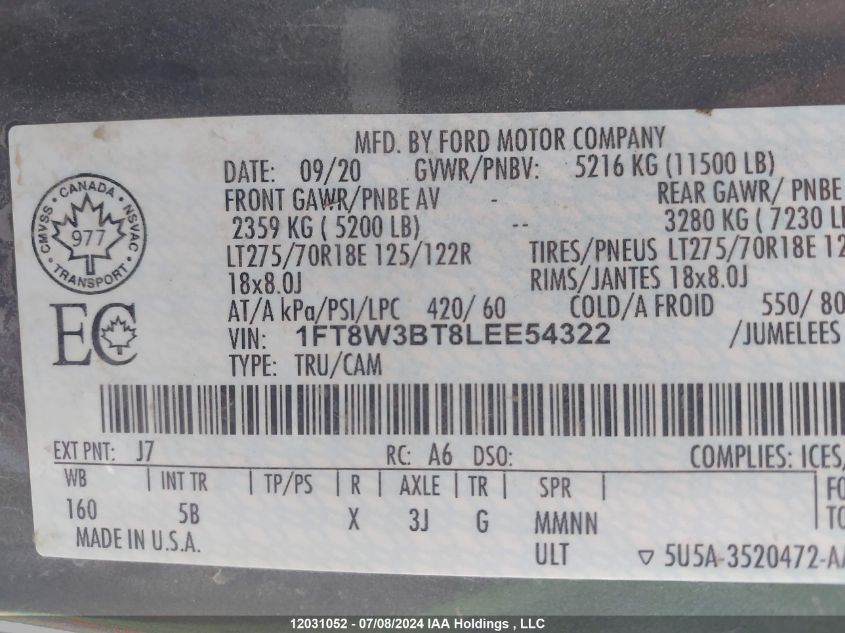 MFD. BY FORD MOTOR COMPANY
DATE: 09/20 GVWR/PNBV: 5216 KG (11500 LB)
FRONT GAWR/PNBE AV - REAR GAWR/ PNBE
2359 KG ( 5200 LB) -- 3280 KG ( 7230 L
LT275/70R18E 125/122R TIRES/PNEUS LT275/70R18E 12
18x8.0J RIMS/JANTES 18x8.0J
AT/A kPa/PSI/LPC 420/ 60 COLD/A FROID 550/ 80
VIN: 1FT8W3BT8LEE54322 /JUMELEES
TYPE: TRU/CAM
CANADA
CMVSS NSVAC
977
TRANSPORT
EC
EXT PNT: J7 RC: A6 DSO: COMPLIES: ICES
WB | INT TR | TP/PS | R | AXLE | TR | SPR | FO
160 5B X 3J G MMNN TO
MADE IN U.S.A. ULT ▽ 5U5A-3520472-A
12031052 - 07/08/2024 IAA Holdings , LLC